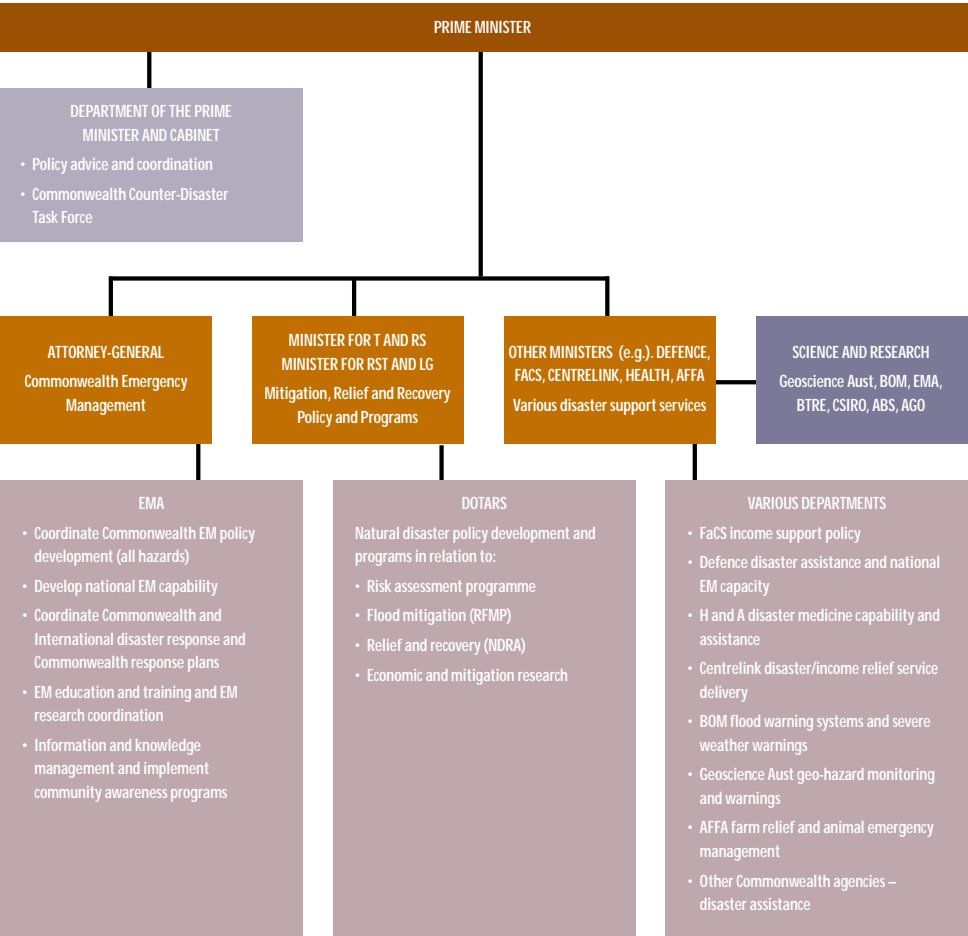 PRIME MINISTER
DEPARTMENT OF THE PRIME
MINISTER AND CABINET
• Policy advice and coordination
• Commonwealth Counter-Disaster
Task Force
ATTORNEY-GENERAL
Commonwealth Emergency
Management
MINISTER FOR T AND RS
MINISTER FOR RST AND LG
Mitigation, Relief and Recovery
Policy and Programs
OTHER MINISTERS (e.g.). DEFENCE,
FACS, CENTRELINK, HEALTH, AFFA
Various disaster support services
SCIENCE AND RESEARCH
Geoscience Aust, BOM, EMA,
BTRE, CSIRO, ABS, AGO
EMA
• Coordinate Commonwealth EM policy
development (all hazards)
• Develop national EM capability
• Coordinate Commonwealth and
International disaster response and
Commonwealth response plans
• EM education and training and EM
research coordination
• Information and knowledge
management and implement
community awareness programs
DOTARS
Natural disaster policy development and
programs in relation to:
• Risk assessment programme
• Flood mitigation (RFMP)
• Relief and recovery (NDRA)
• Economic and mitigation research
VARIOUS DEPARTMENTS
• FaCS income support policy
• Defence disaster assistance and national
EM capacity
• H and A disaster medicine capability and
assistance
• Centrelink disaster/income relief service
delivery
• BOM flood warning systems and severe
weather warnings
• Geoscience Aust geo-hazard monitoring
and warnings
• AFFA farm relief and animal emergency
management
• Other Commonwealth agencies –
disaster assistance